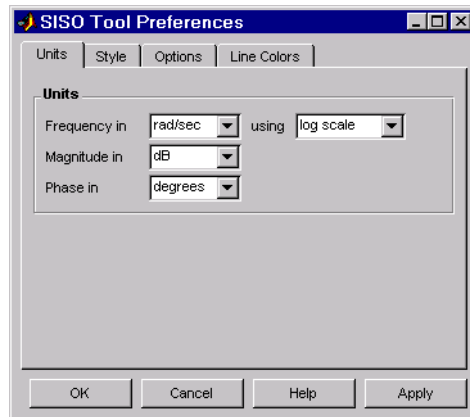 SISO Tool Preferences
Units Style Options Line Colors
Units
Frequency in rad/sec using log scale
Magnitude in dB
Phase in degrees
OK Cancel Help Apply